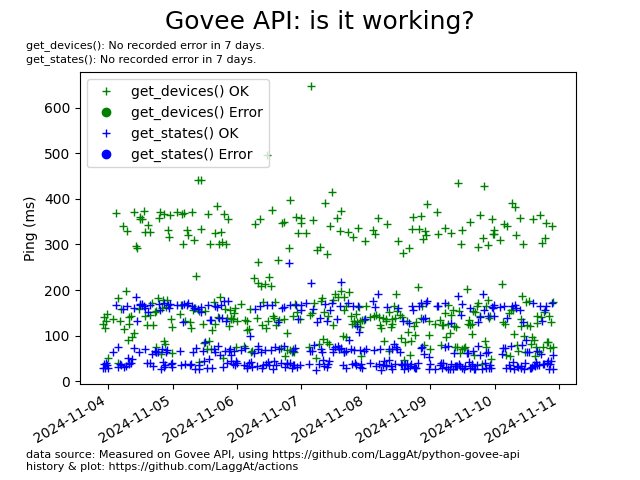 Govee API: is it working?
get_devices(): No recorded error in 7 days.
get_states(): No recorded error in 7 days.
get_devices() OK
get_devices() Error
get_states() OK
get_states() Error
Ping (ms)
600
500
400
300
200
100
0
2024-11-04
2024-11-05
2024-11-06
2024-11-07
2024-11-08
2024-11-09
2024-11-10
2024-11-11
data source: Measured on Govee API, using https://github.com/LaggAt/python-govee-api
history & plot: https://github.com/LaggAt/actions